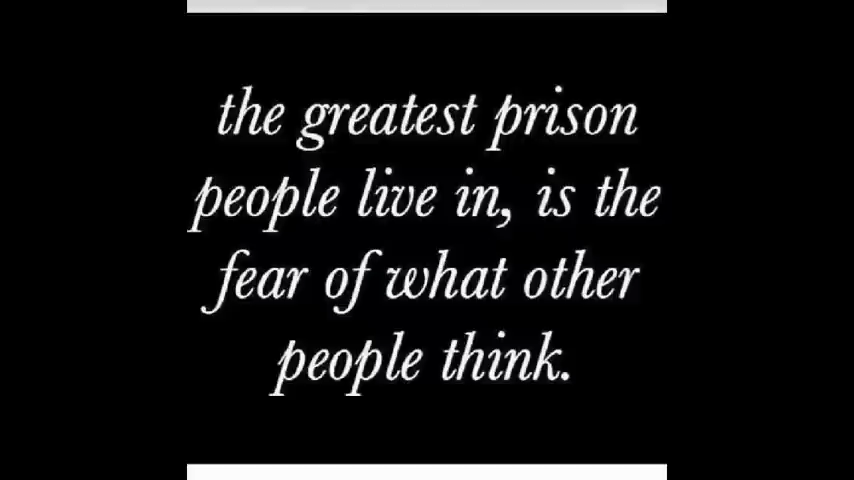 the greatest prison
people live in, is the
fear of what other
people think.